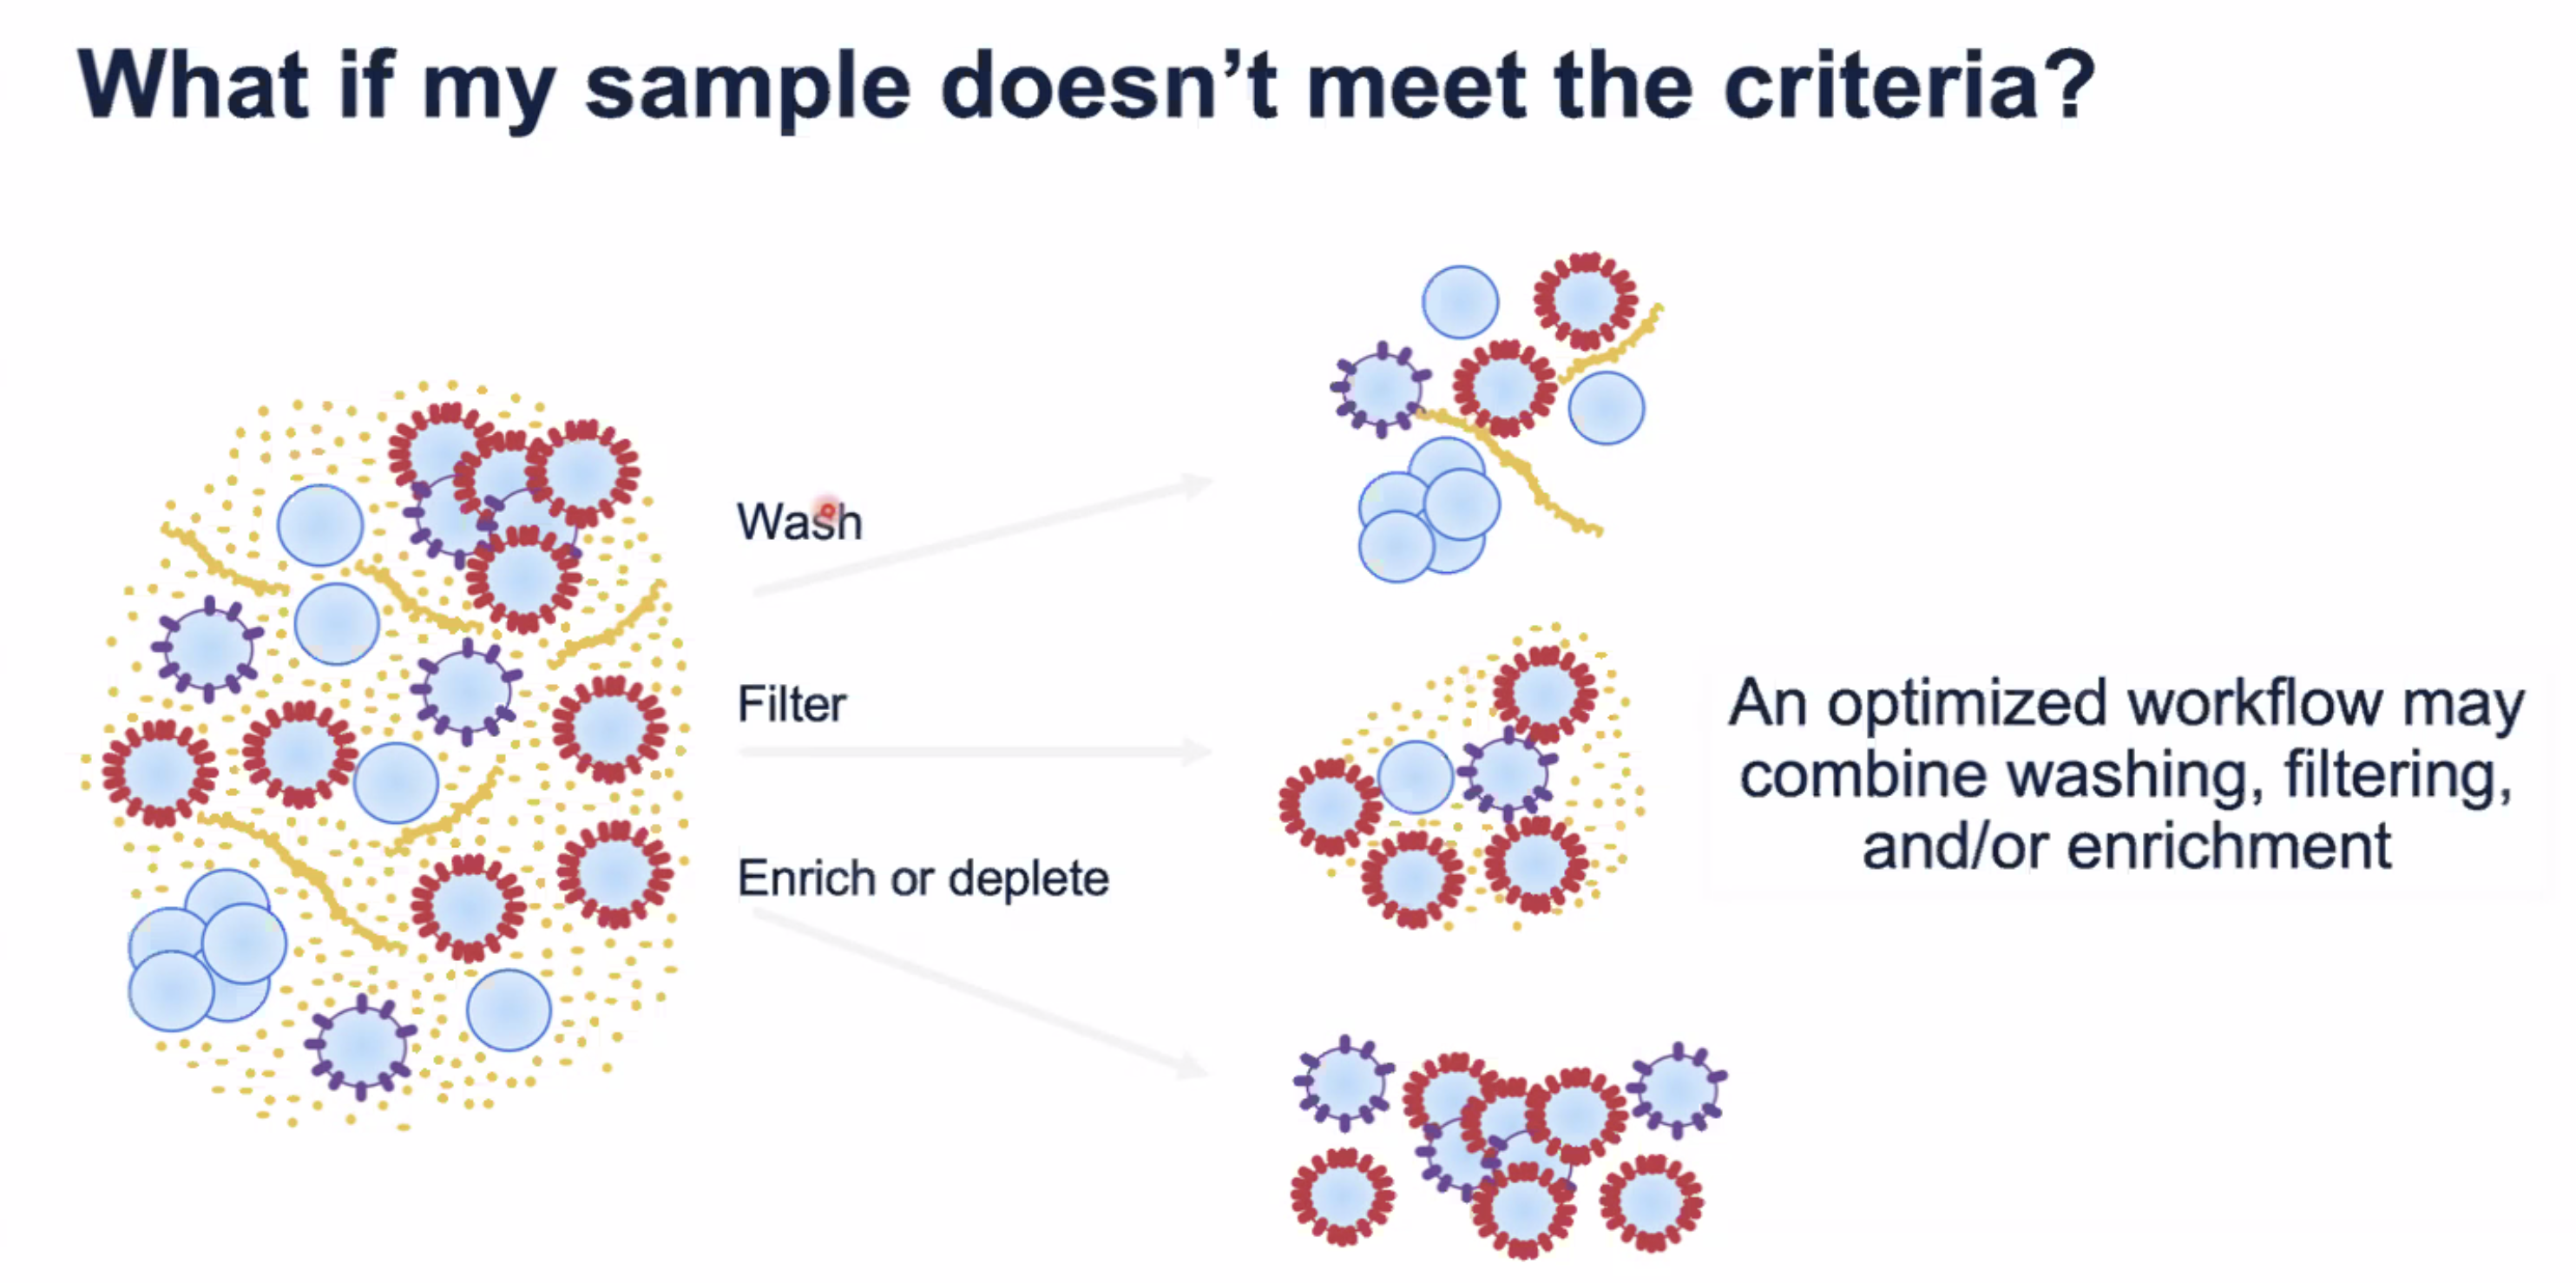 What if my sample doesn’t meet the criteria?
Wash
Filter
Enrich or deplete
An optimized workflow may
combine washing, filtering,
and/or enrichment